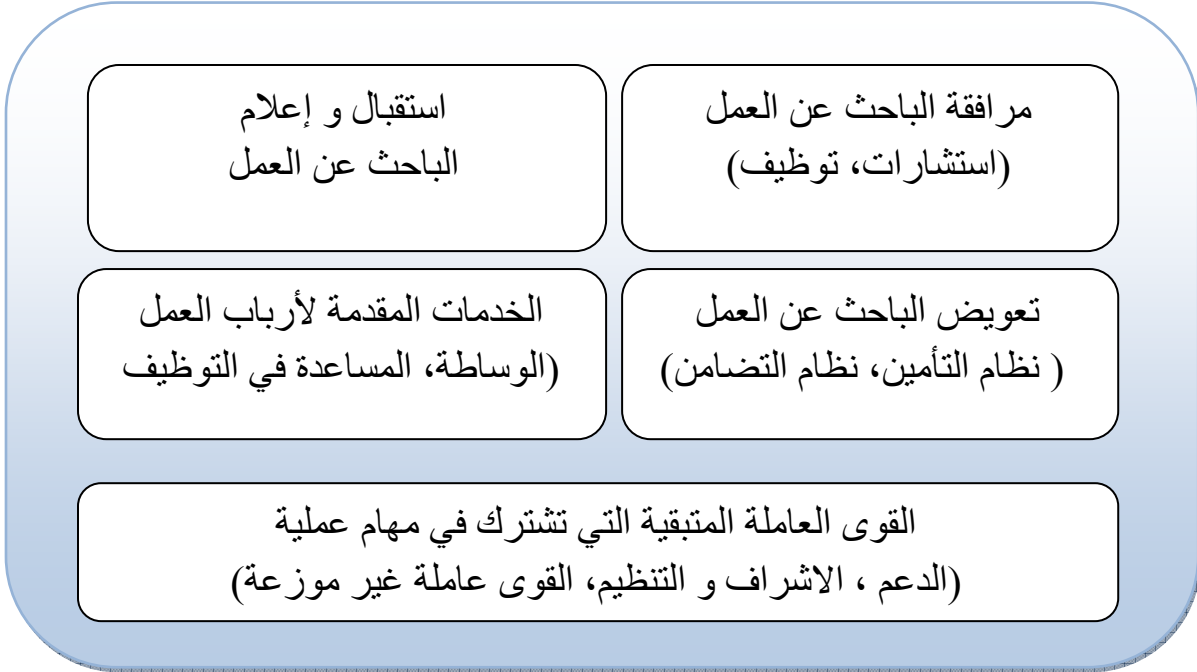 مرافقة الباحث عن العمل
(استشارات، توظيف)
استقبال و إعلام
الباحث عن العمل
تعويض الباحث عن العمل
( نظام التأمين، نظام التضامن)
الخدمات المقدمة لأرباب العمل
(الوساطة، المساعدة في التوظيف
القوى العاملة المتبقية التي تشترك في مهام عملية
(الدعم ، الاشراف و التنظيم، القوى عاملة غير موزعة)